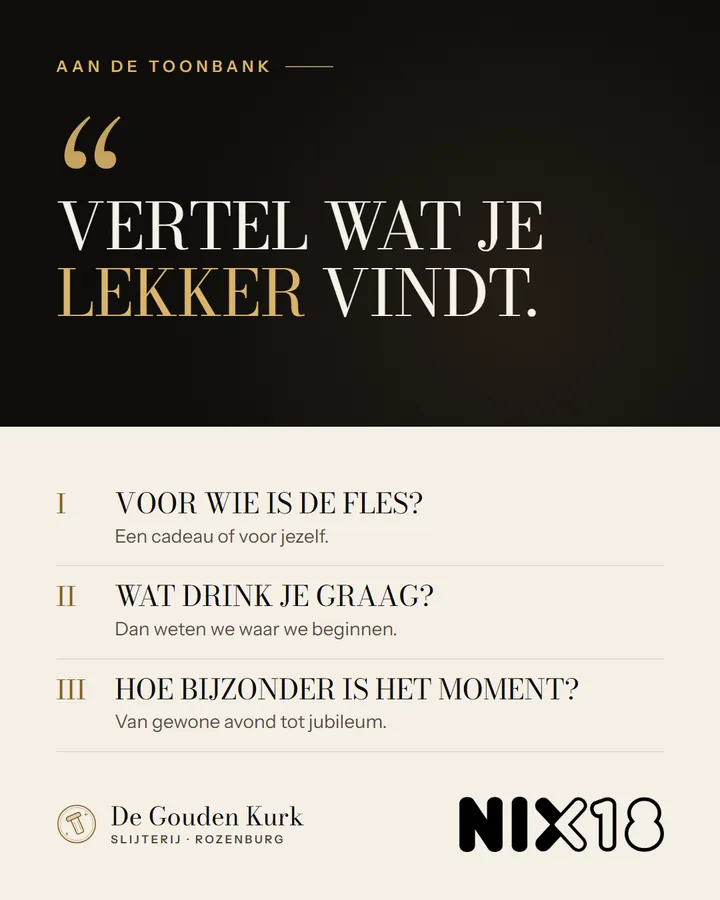 AAN DE TOONBANK
“
VERTEL WAT JE
LEKKER VINDT.
I VOOR WIE IS DE FLES?
Een cadeau of voor jezelf.
II WAT DRINK JE GRAAG?
Dan weten we waar we beginnen.
III HOE BIJZONDER IS HET MOMENT?
Van gewone avond tot jubileum.
De Gouden Kurk
SLIJTERIJ · ROZENBURG
NIX18